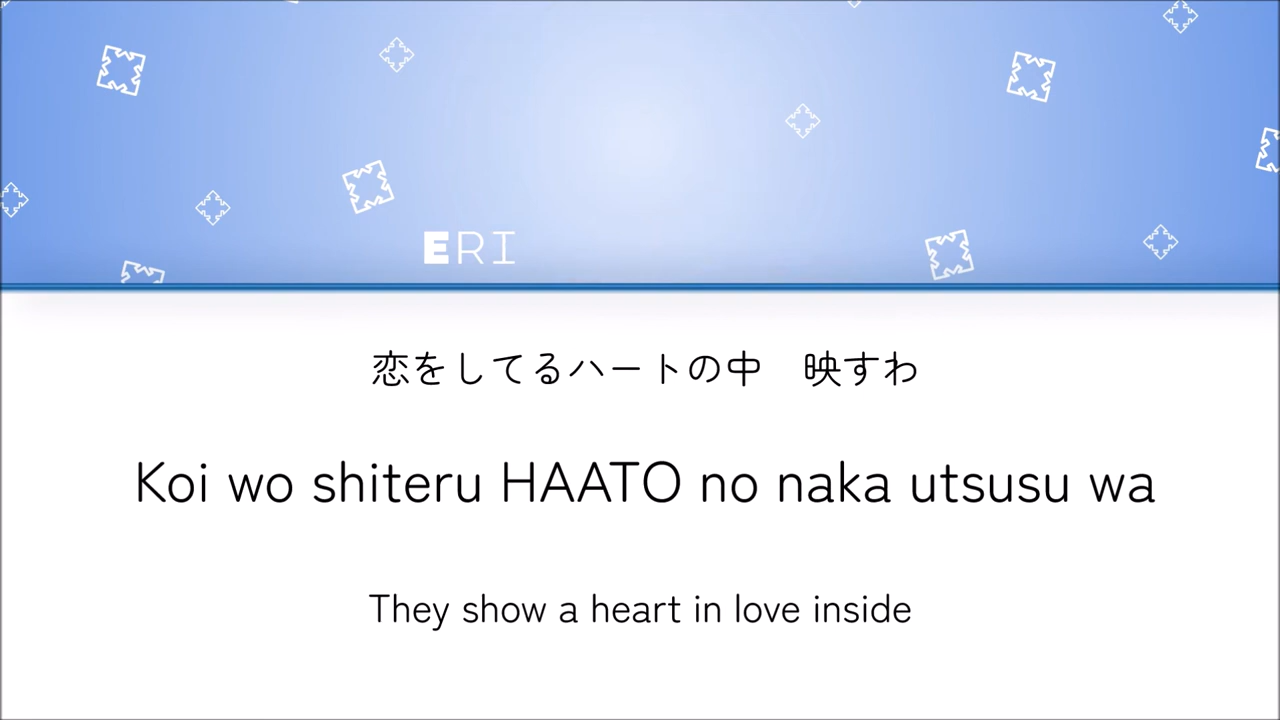 ERI
恋をしてるハートの中　映すわ
Koi wo shiteru HAATO no naka utsusu wa
They show a heart in love inside